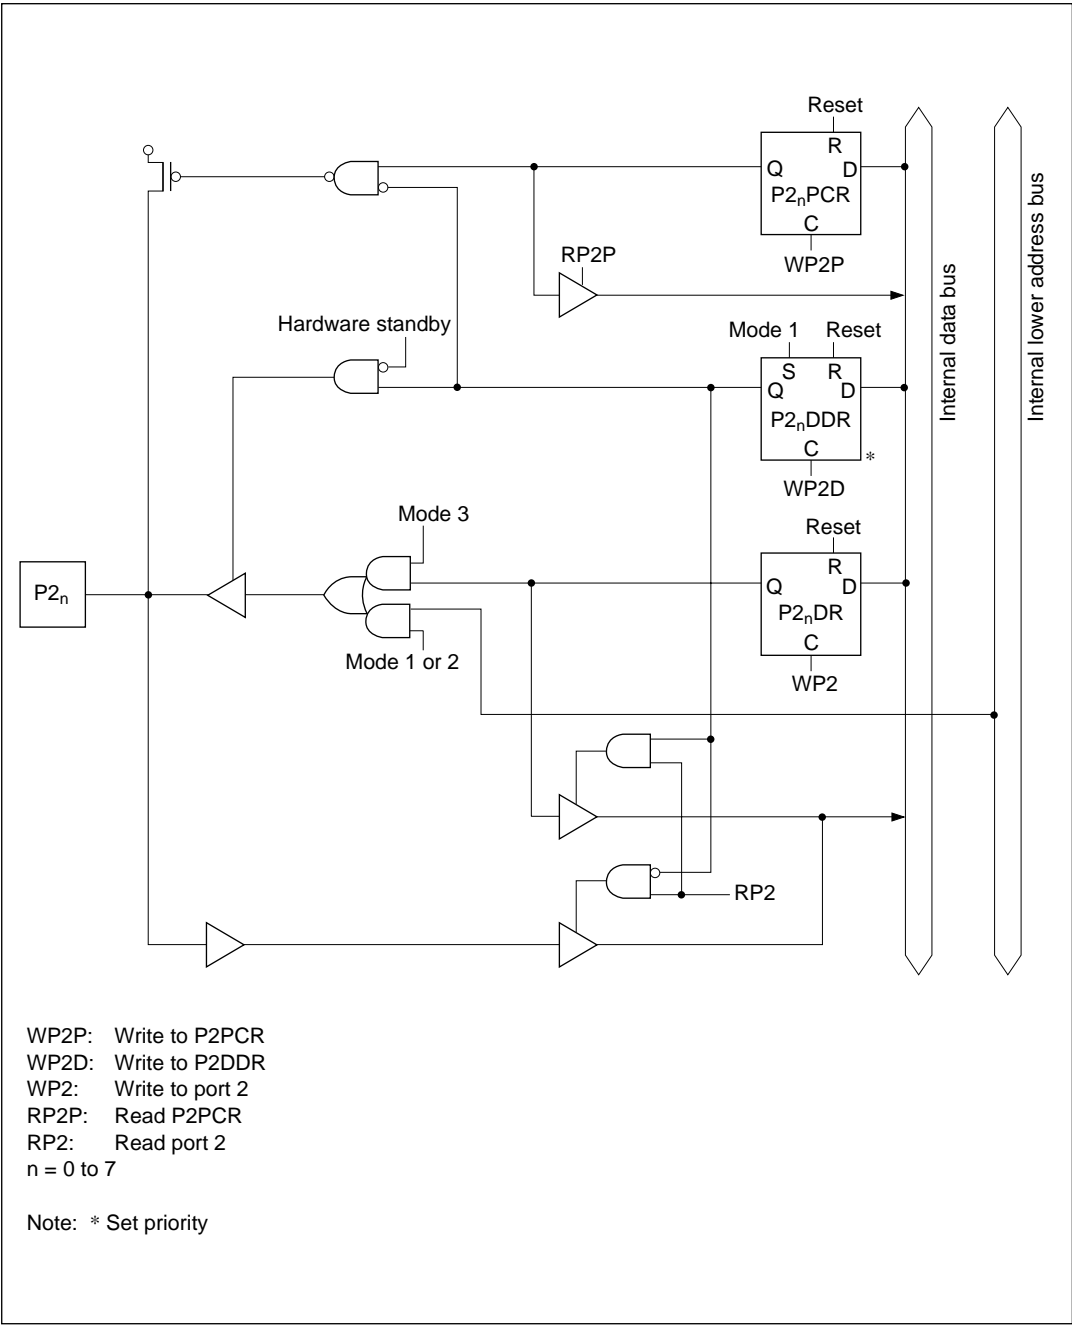 Reset
R
Q
D
P2nPCR
C
WP2P
RP2P
Hardware standby
Mode 1
Reset
S
R
Q
D
P2nDDR
C
*
WP2D
Mode 3
Reset
R
P2n
Q
D
P2nDR
C
Mode 1 or 2
WP2
RP2
Internal data bus
Internal lower address bus
WP2P: Write to P2PCR
WP2D: Write to P2DDR
WP2: Write to port 2
RP2P: Read P2PCR
RP2: Read port 2
n = 0 to 7
Note: * Set priority